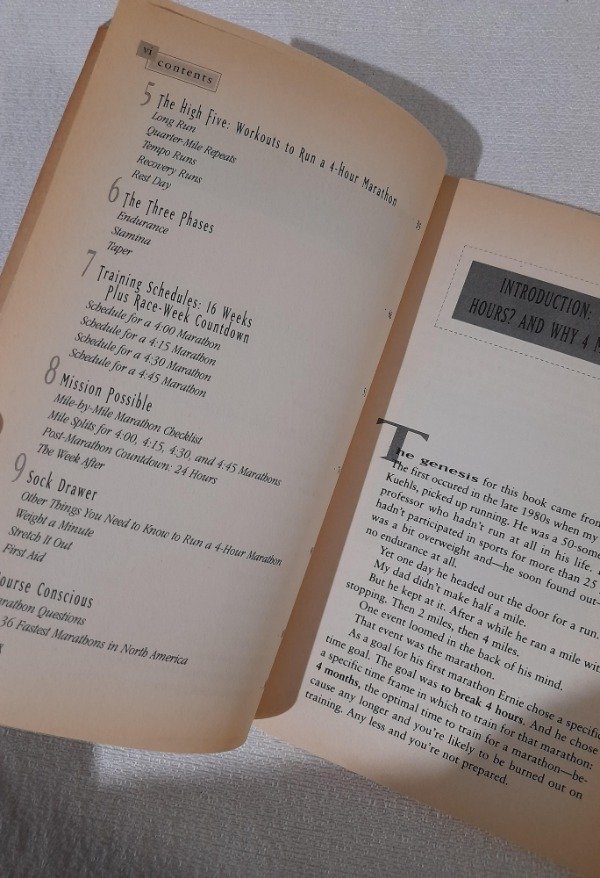 vi contents
5 The High Five: Workouts to Run a 4-Hour Marathon
Long Run
Quarter-Mile Repeats
Tempo Runs
Recovery Runs
Rest Day
6 The Three Phases
Endurance
Stamina
Taper
7 Training Schedules: 16 Weeks
Plus Race-Week Countdown
Schedule for a 4:00 Marathon
Schedule for a 4:15 Marathon
Schedule for a 4:30 Marathon
Schedule for a 4:45 Marathon
8 Mission Possible
Mile-by-Mile Marathon Checklist
Mile Splits for 4:00, 4:15, 4:30, and 4:45 Marathons
Post-Marathon Countdown: 24 Hours
The Week After
9 Sock Drawer
Other Things You Need to Know to Run a 4-Hour Marathon
Weight a Minute
Stretch It Out
First Aid
ourse Conscious
arathon Questions
36 Fastest Marathons in North America
INTRODUCTION:
HOURS? AND WHY 4 M
The genesis for this book came from
The first occured in the late 1980s when my
Kuehls, picked up running. He was a 50-some
professor who hadn't run at all in his life.
hadn't participated in sports for more than 25
was a bit overweight and—he soon found out—
no endurance at all.
Yet one day he headed out the door for a run.
My dad didn't make half a mile.
But he kept at it. After a while he ran a mile with
stopping. Then 2 miles, then 4 miles.
One event loomed in the back of his mind.
That event was the marathon.
As a goal for his first marathon Ernie chose a specific
time goal. The goal was to break 4 hours. And he chose
a specific time frame in which to train for that marathon:
4 months, the optimal time to train for a marathon—be-
cause any longer and you're likely to be burned out on
training. Any less and you're not prepared.